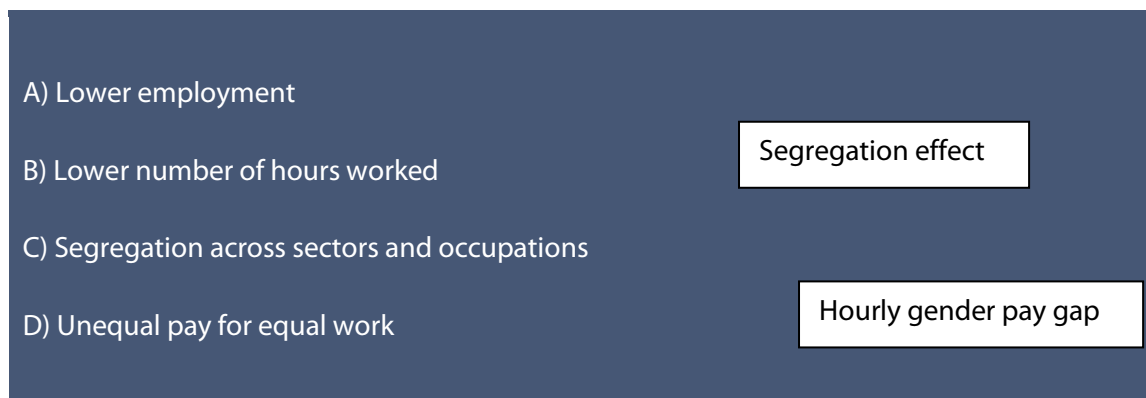 A) Lower employment
Segregation effect
B) Lower number of hours worked
C) Segregation across sectors and occupations
Hourly gender pay gap
D) Unequal pay for equal work